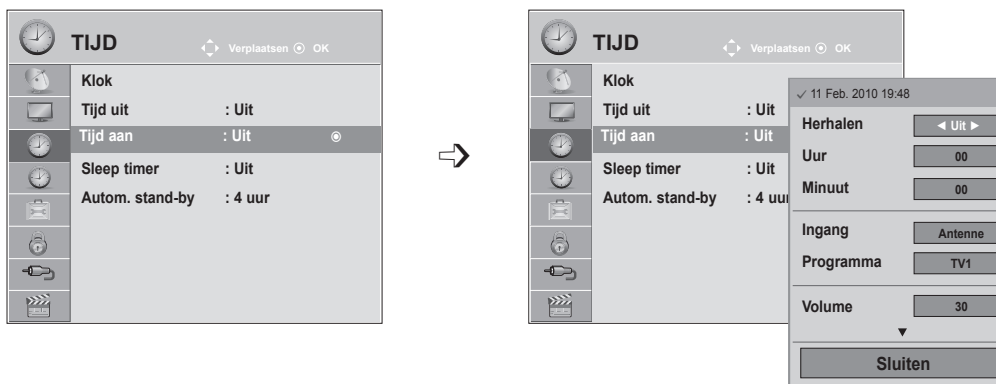 TIJD
Verplaatsen OK
Klok
Tijd uit : Uit
Tijd aan : Uit
Sleep timer : Uit
Autom. stand-by : 4 uur
TIJD
Verplaatsen OK
Klok
Tijd uit : Uit
Tijd aan : Uit
Sleep timer : Uit
Autom. stand-by : 4 uur
✓ 11 Feb. 2010 19:48
Herhalen ◄ Uit ►
Uur 00
Minuut 00
Ingang Antenne
Programma TV1
Volume 30
▼
Sluiten